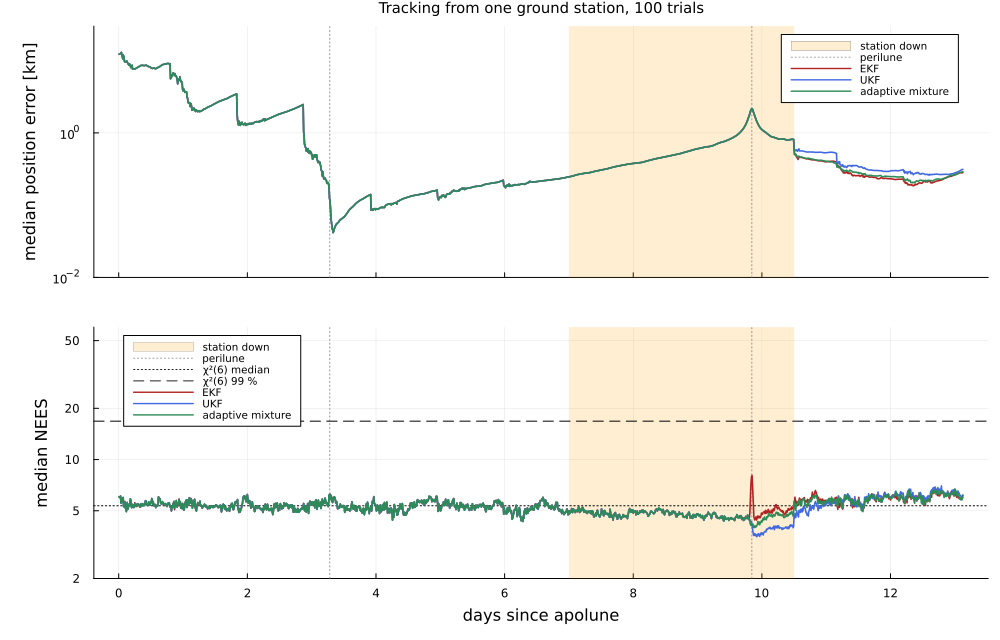 Tracking from one ground station, 100 trials
median position error [km]
10⁰
10⁻²
station down
perilune
EKF
UKF
adaptive mixture
median NEES
50
20
10
5
2
station down
perilune
χ²(6) median
χ²(6) 99 %
EKF
UKF
adaptive mixture
0 2 4 6 8 10 12
days since apolune